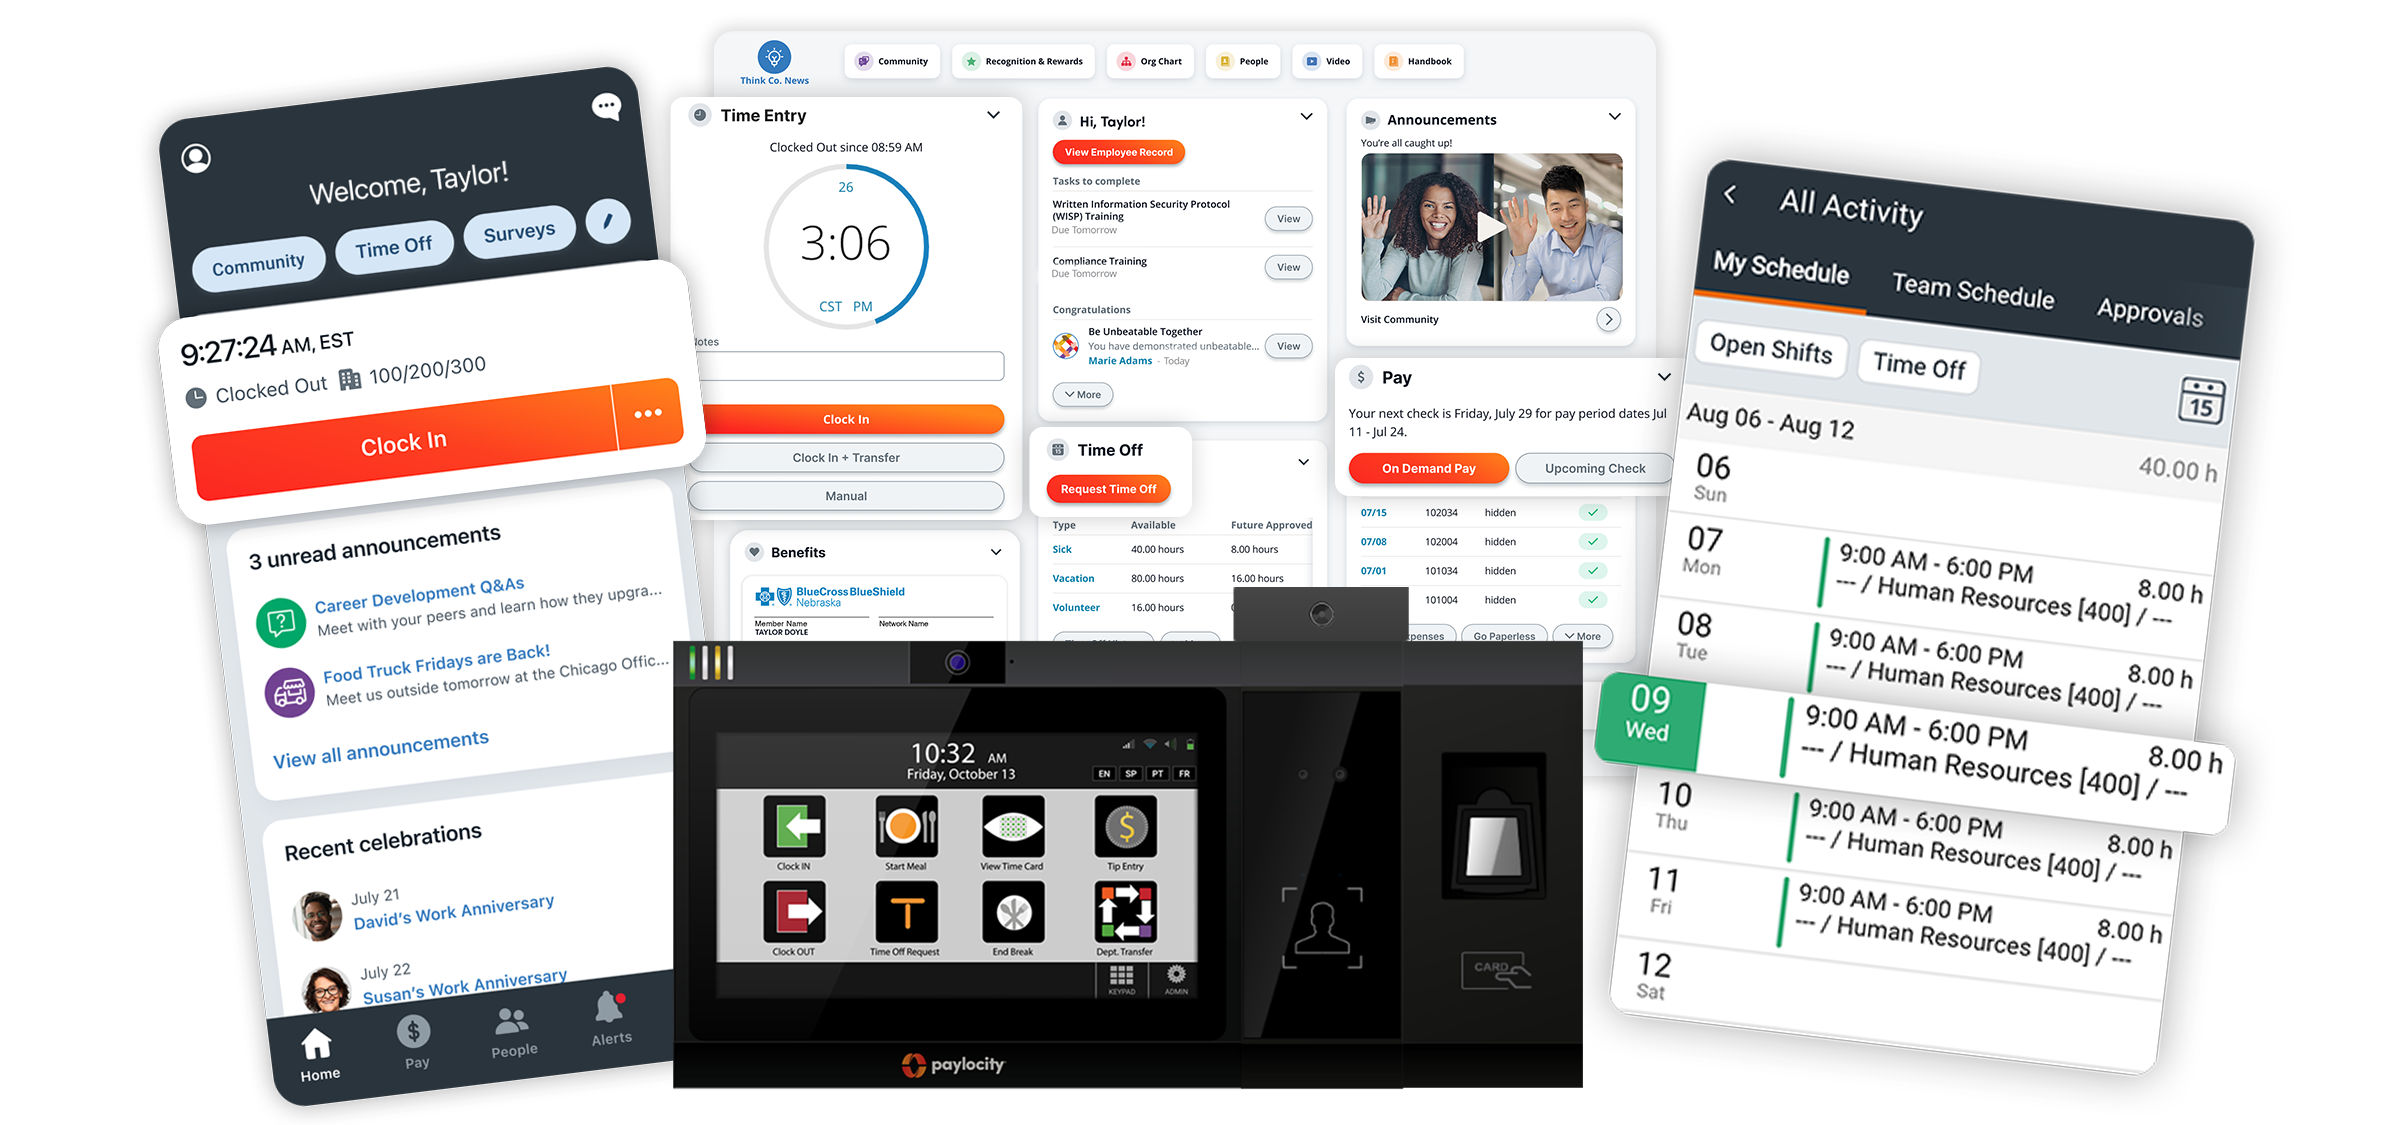 Welcome, Taylor!
Community
Time Off
Surveys
9:27:24 AM, EST
Clocked Out 100/200/300
Clock In
3 unread announcements
Career Development Q&As
Meet with your peers and learn how they upgra...
Food Truck Fridays are Back!
Meet us outside tomorrow at the Chicago Offic...
View all announcements
Recent celebrations
July 21
David's Work Anniversary
July 22
Susan's Work Anniversary
Home
Pay
People
Alerts
Think Co. News
Community
Recognition & Rewards
Org Chart
People
Video
Handbook
Time Entry
Clocked Out since 08:59 AM
26
3:06
CST PM
Clock In
Clock In + Transfer
Manual
Benefits
BlueCross BlueShield
Nebraska
Member Name
TAYLOR DOYLE
Network Name
Hi, Taylor!
View Employee Record
Tasks to complete
Written Information Security Protocol
(WISP) Training
Due Tomorrow
View
Compliance Training
Due Tomorrow
View
Congratulations
Be Unbeatable Together
You have demonstrated unbeatable...
Marie Adams - Today
View
More
Time Off
Request Time Off
Type Available Future Approved
Sick 40.00 hours 8.00 hours
Vacation 80.00 hours 16.00 hours
Volunteer 16.00 hours
Announcements
You're all caught up!
Visit Community
Pay
Your next check is Friday, July 29 for pay period dates Jul
11 - Jul 24.
On Demand Pay
Upcoming Check
07/15 102034 hidden
07/08 102004 hidden
07/01 101034 hidden
101004 hidden
Go Paperless
More
10:32 AM
Friday, October 13
EN SP PT FR
Clock IN
Start Meal
View Time Card
Tip Entry
Clock OUT
Time Off Request
End Break
Dept. Transfer
KEYPAD
ADMIN
paylocity
CARD
All Activity
My Schedule
Team Schedule
Approvals
Open Shifts
Time Off
15
Aug 06 - Aug 12
40.00 h
06
Sun
07
Mon
9:00 AM - 6:00 PM
8.00 h
--- / Human Resources [400] / ---
08
Tue
9:00 AM - 6:00 PM
8.00 h
--- / Human Resources [400] / ---
09
Wed
9:00 AM - 6:00 PM
8.00 h
--- / Human Resources [400] / ---
10
Thu
9:00 AM - 6:00 PM
8.00 h
--- / Human Resources [400] / ---
11
Fri
9:00 AM - 6:00 PM
8.00 h
--- / Human Resources [400] / ---
12
Sat